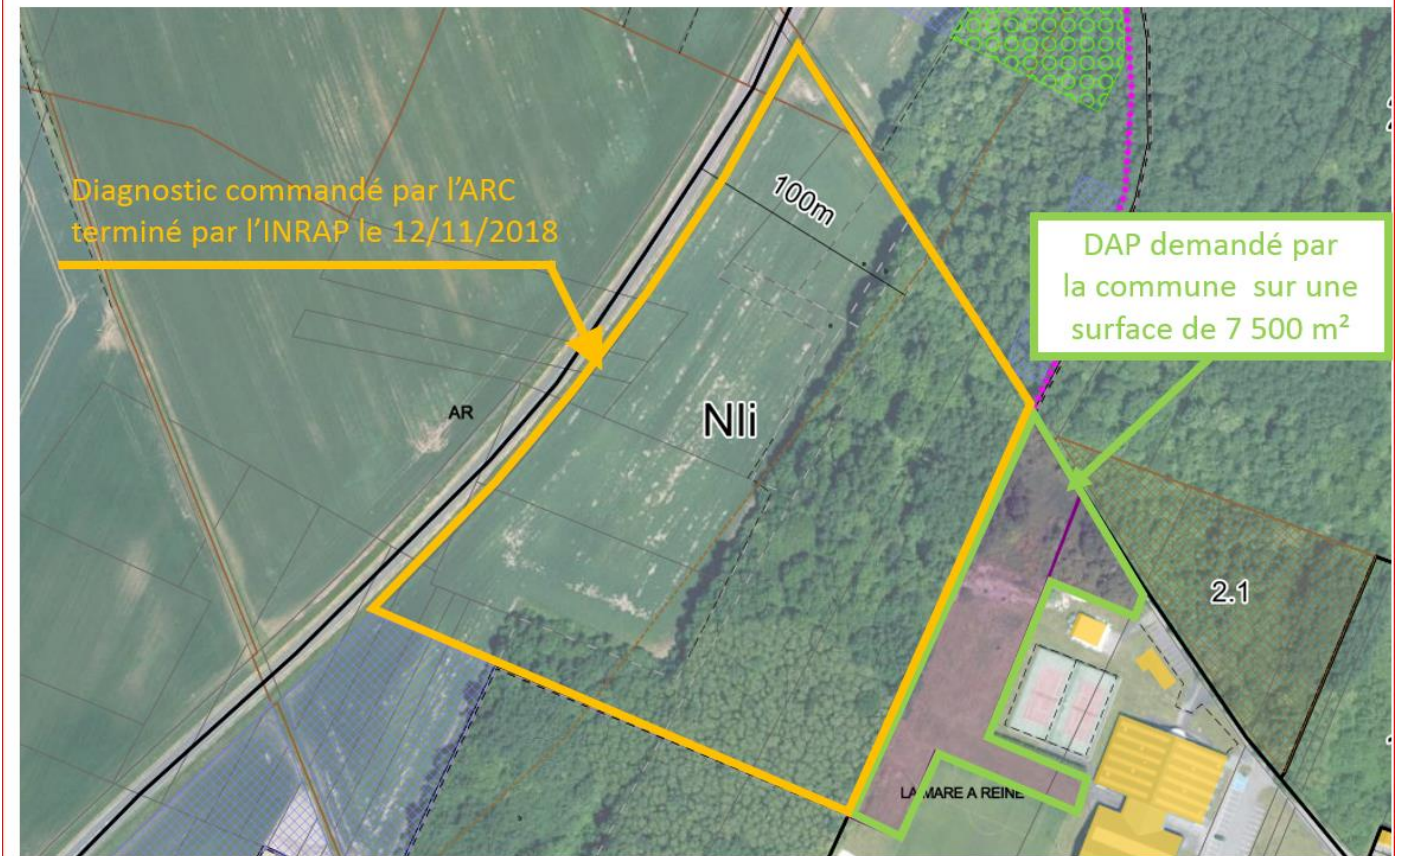 Diagnostic commandé par l’ARC
terminé par l’INRAP le 12/11/2018
100m
DAP demandé par
la commune sur une
surface de 7 500 m²
AR
Nli
2.1
LA MARE A REINE